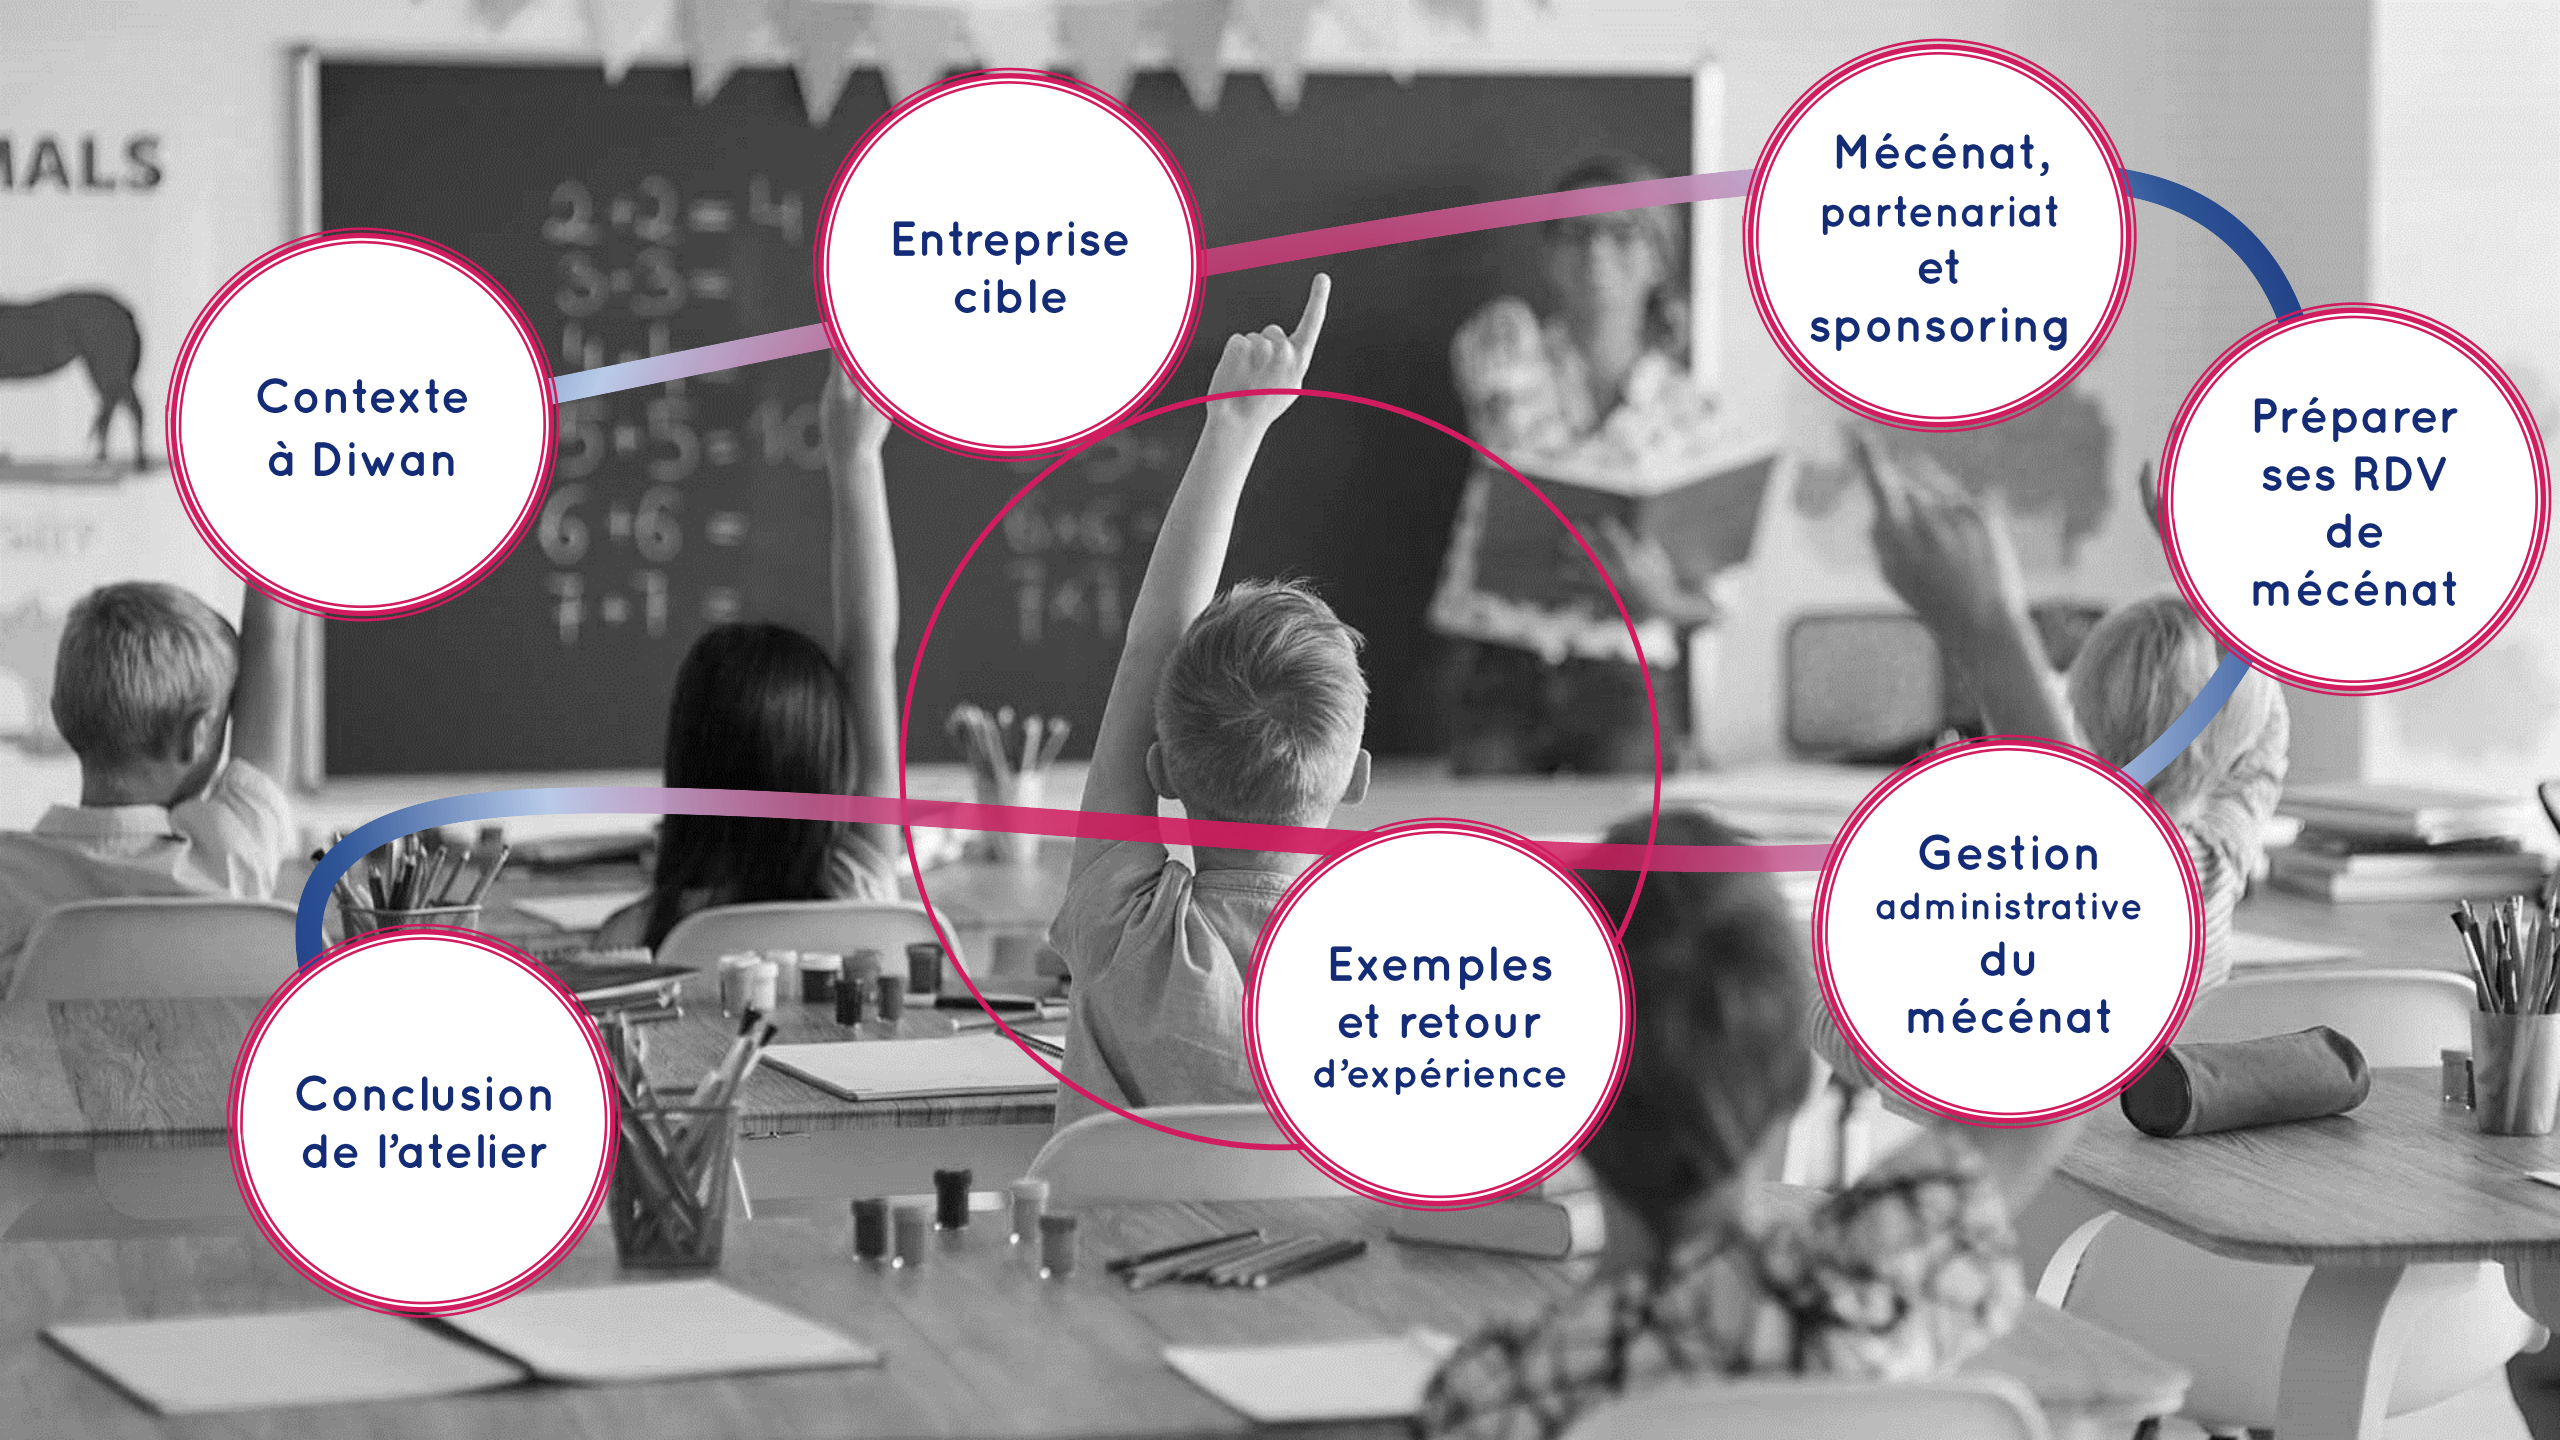 Contexte
à Diwan
Entreprise
cible
Mécénat,
partenariat
et
sponsoring
Préparer
ses RDV
de
mécénat
Gestion
administrative
du
mécénat
Exemples
et retour
d'expérience
Conclusion
de l'atelier
MALS
2+2=4
3+3=
5+5=10
6+6=